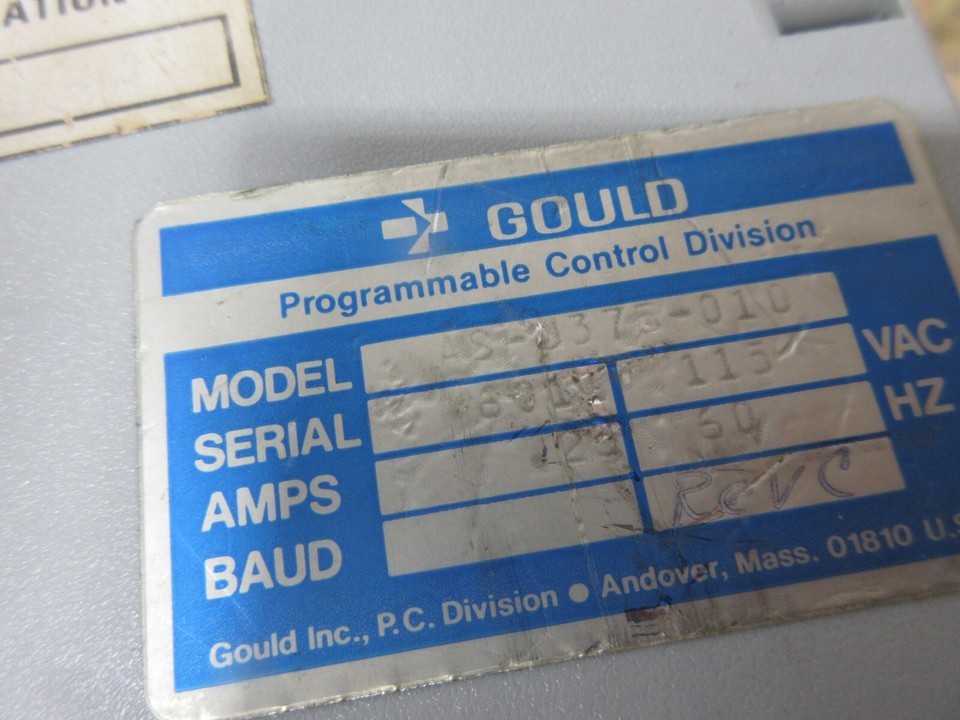 GOULD
Programmable Control Division
MODEL
SERIAL 115 VAC
AMPS 60 HZ
BAUD Rev C
Gould Inc., P.C. Division ● Andover, Mass. 01810